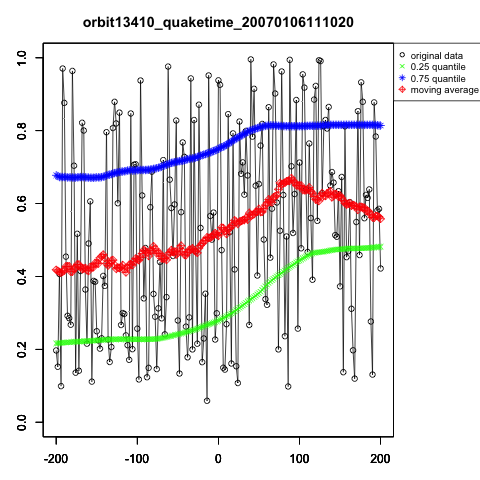 orbit13410_quaketime_20070106111020
original data
0.25 quantile
0.75 quantile
moving average
1.0
0.8
0.6
0.4
0.2
0.0
-200 -100 0 100 200